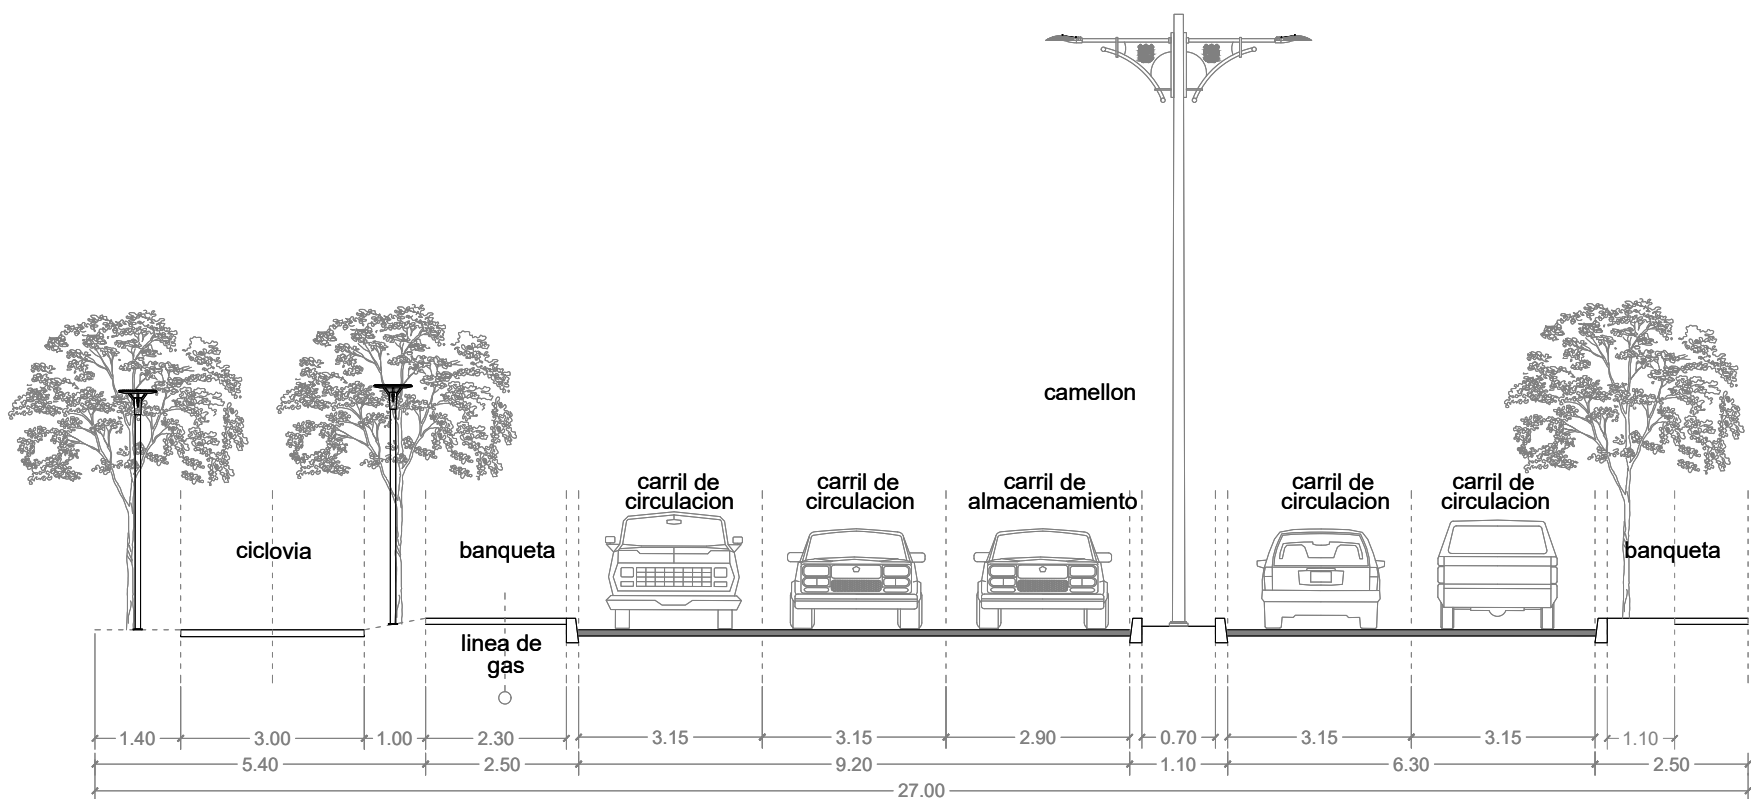 camellon
carril de
circulacion
carril de
circulacion
carril de
almacenamiento
carril de
circulacion
carril de
circulacion
ciclovia
banqueta
banqueta
linea de
gas
1.40
3.00
1.00
2.30
3.15
3.15
2.90
0.70
3.15
3.15
1.10
5.40
2.50
9.20
1.10
6.30
2.50
27.00